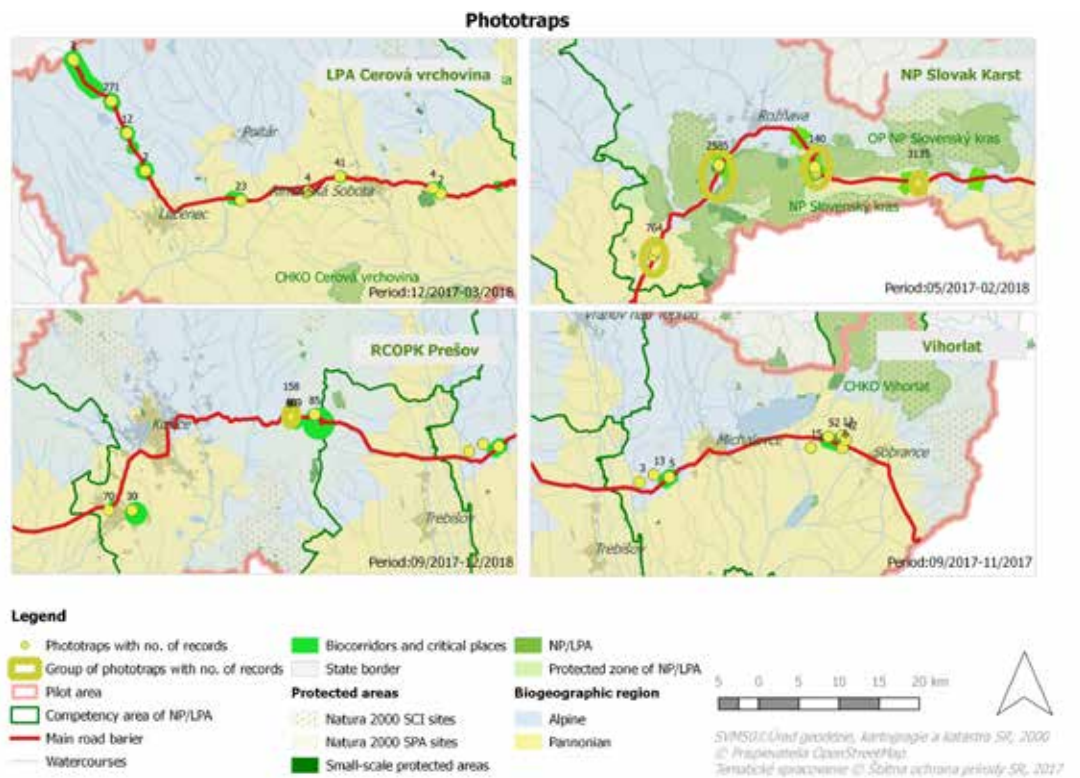 Phototraps
LPA Cerová vrchovina
271
12
2
23
4
41
4
2
Lučenec
CHKO Cerová vrchovina
Period:12/2017-03/2018
NP Slovak Karst
Rožňava
2585
140
OP NP Slovenský kras
3135
NP Slovenský kras
764
Period:05/2017-02/2018
RCOPK Prešov
158
85
70
30
Trebišov
Period:09/2017-12/2018
Vihorlat
CHKO Vihorlat
Michalovce
52
15
3
13
5
Sobrance
Trebišov
Period:09/2017-11/2017
Legend
Phototraps with no. of records
Group of phototraps with no. of records
Pilot area
Competency area of NP/LPA
Main road barier
Watercourses
Biocorridors and critical places
State border
Protected areas
Natura 2000 SCI sites
Natura 2000 SPA sites
Small-scale protected areas
NP/LPA
Protected zone of NP/LPA
Biogeographic region
Alpine
Pannonian
5 0 5 10 15 20 km
SVM50©Úrad geodézie, kartografie a katastra SR, 2000
© Prispievatelia OpenStreetMap
Tematické spracovanie © Štátna ochrana prírody SR, 2017